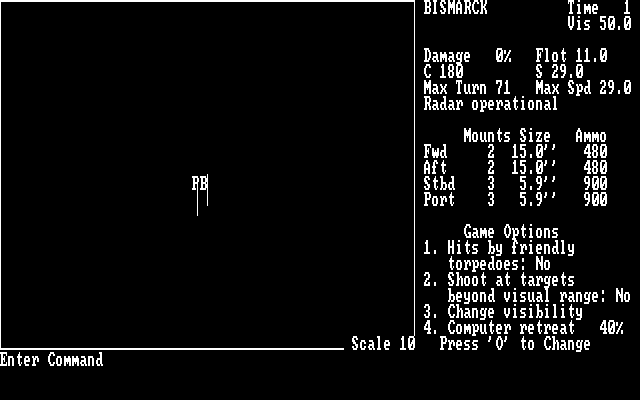 BISMARCK Time 1
Vis 50.0
Damage 0% Flot 11.0
C 180 S 29.0
Max Turn 71 Max Spd 29.0
Radar operational
Mounts Size Ammo
Fwd 2 15.0'' 480
Aft 2 15.0'' 480
Stbd 3 5.9'' 900
Port 3 5.9'' 900
PB
Game Options
1. Hits by friendly
torpedoes: No
2. Shoot at targets
beyond visual range: No
3. Change visibility
4. Computer retreat 40%
Scale 10 Press 'O' to Change
Enter Command